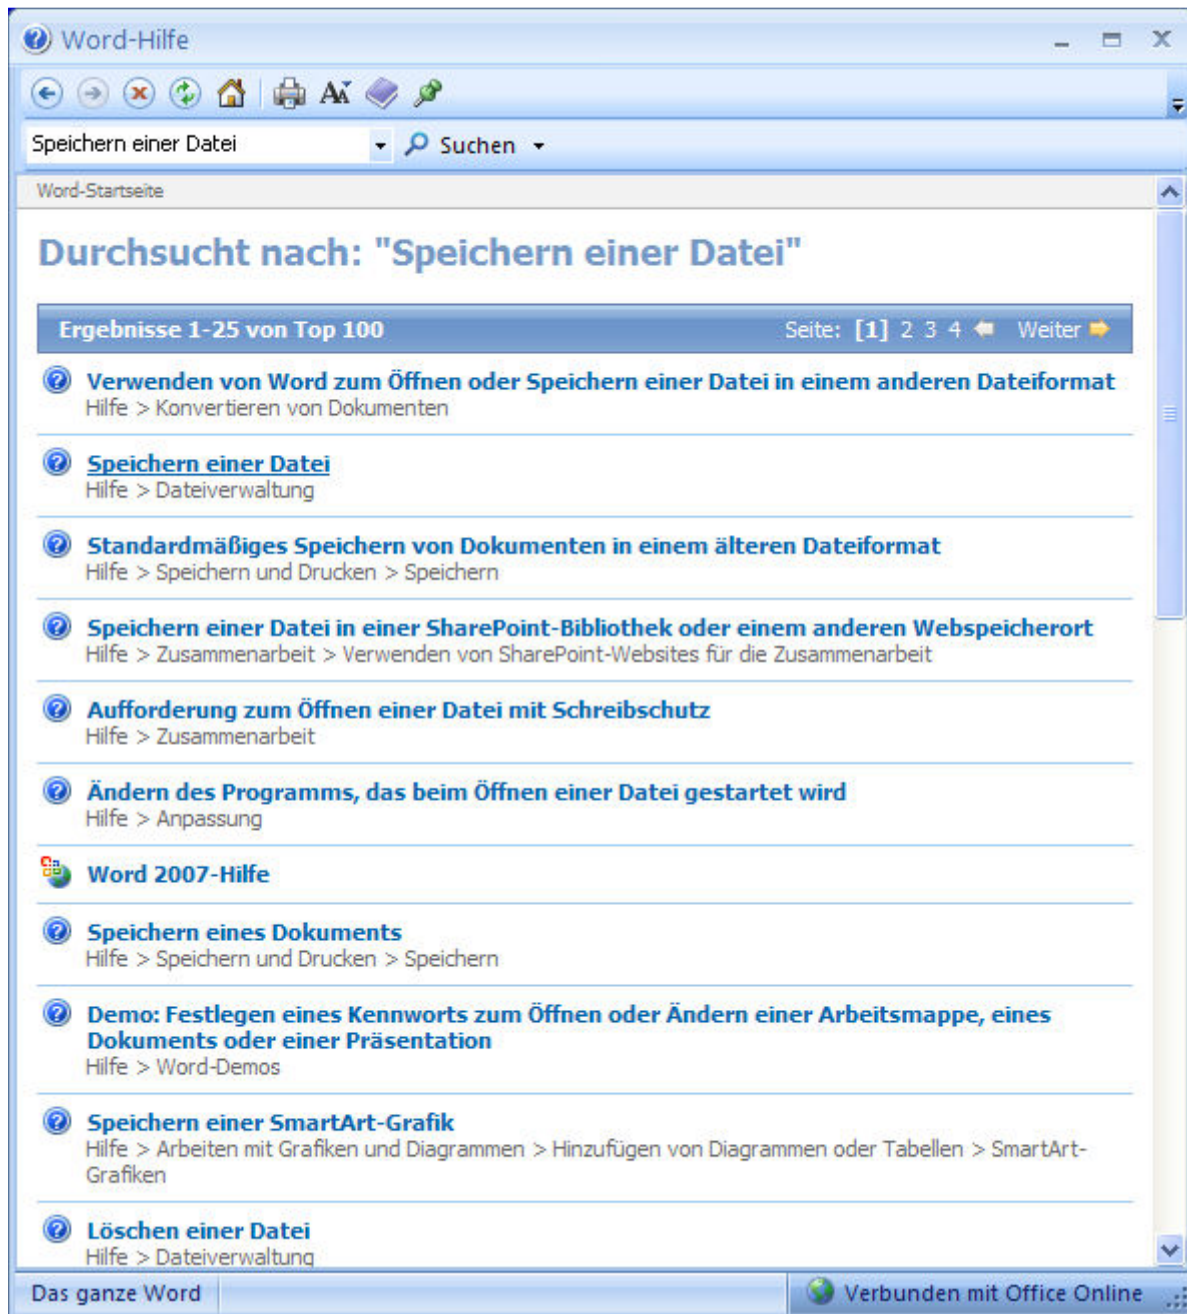 Word-Hilfe
Speichern einer Datei
Suchen
Word-Startseite
Durchsucht nach: "Speichern einer Datei"
Ergebnisse 1-25 von Top 100
Seite: [1] 2 3 4 Weiter
Verwenden von Word zum Öffnen oder Speichern einer Datei in einem anderen Dateiformat
Hilfe > Konvertieren von Dokumenten
Speichern einer Datei
Hilfe > Dateiverwaltung
Standardmäßiges Speichern von Dokumenten in einem älteren Dateiformat
Hilfe > Speichern und Drucken > Speichern
Speichern einer Datei in einer SharePoint-Bibliothek oder einem anderen Webspeicherort
Hilfe > Zusammenarbeit > Verwenden von SharePoint-Websites für die Zusammenarbeit
Aufforderung zum Öffnen einer Datei mit Schreibschutz
Hilfe > Zusammenarbeit
Ändern des Programms, das beim Öffnen einer Datei gestartet wird
Hilfe > Anpassung
Word 2007-Hilfe
Speichern eines Dokuments
Hilfe > Speichern und Drucken > Speichern
Demo: Festlegen eines Kennworts zum Öffnen oder Ändern einer Arbeitsmappe, eines
Dokuments oder einer Präsentation
Hilfe > Word-Demos
Speichern einer SmartArt-Grafik
Hilfe > Arbeiten mit Grafiken und Diagrammen > Hinzufügen von Diagrammen oder Tabellen > SmartArt-
Grafiken
Löschen einer Datei
Hilfe > Dateiverwaltung
Das ganze Word
Verbunden mit Office Online